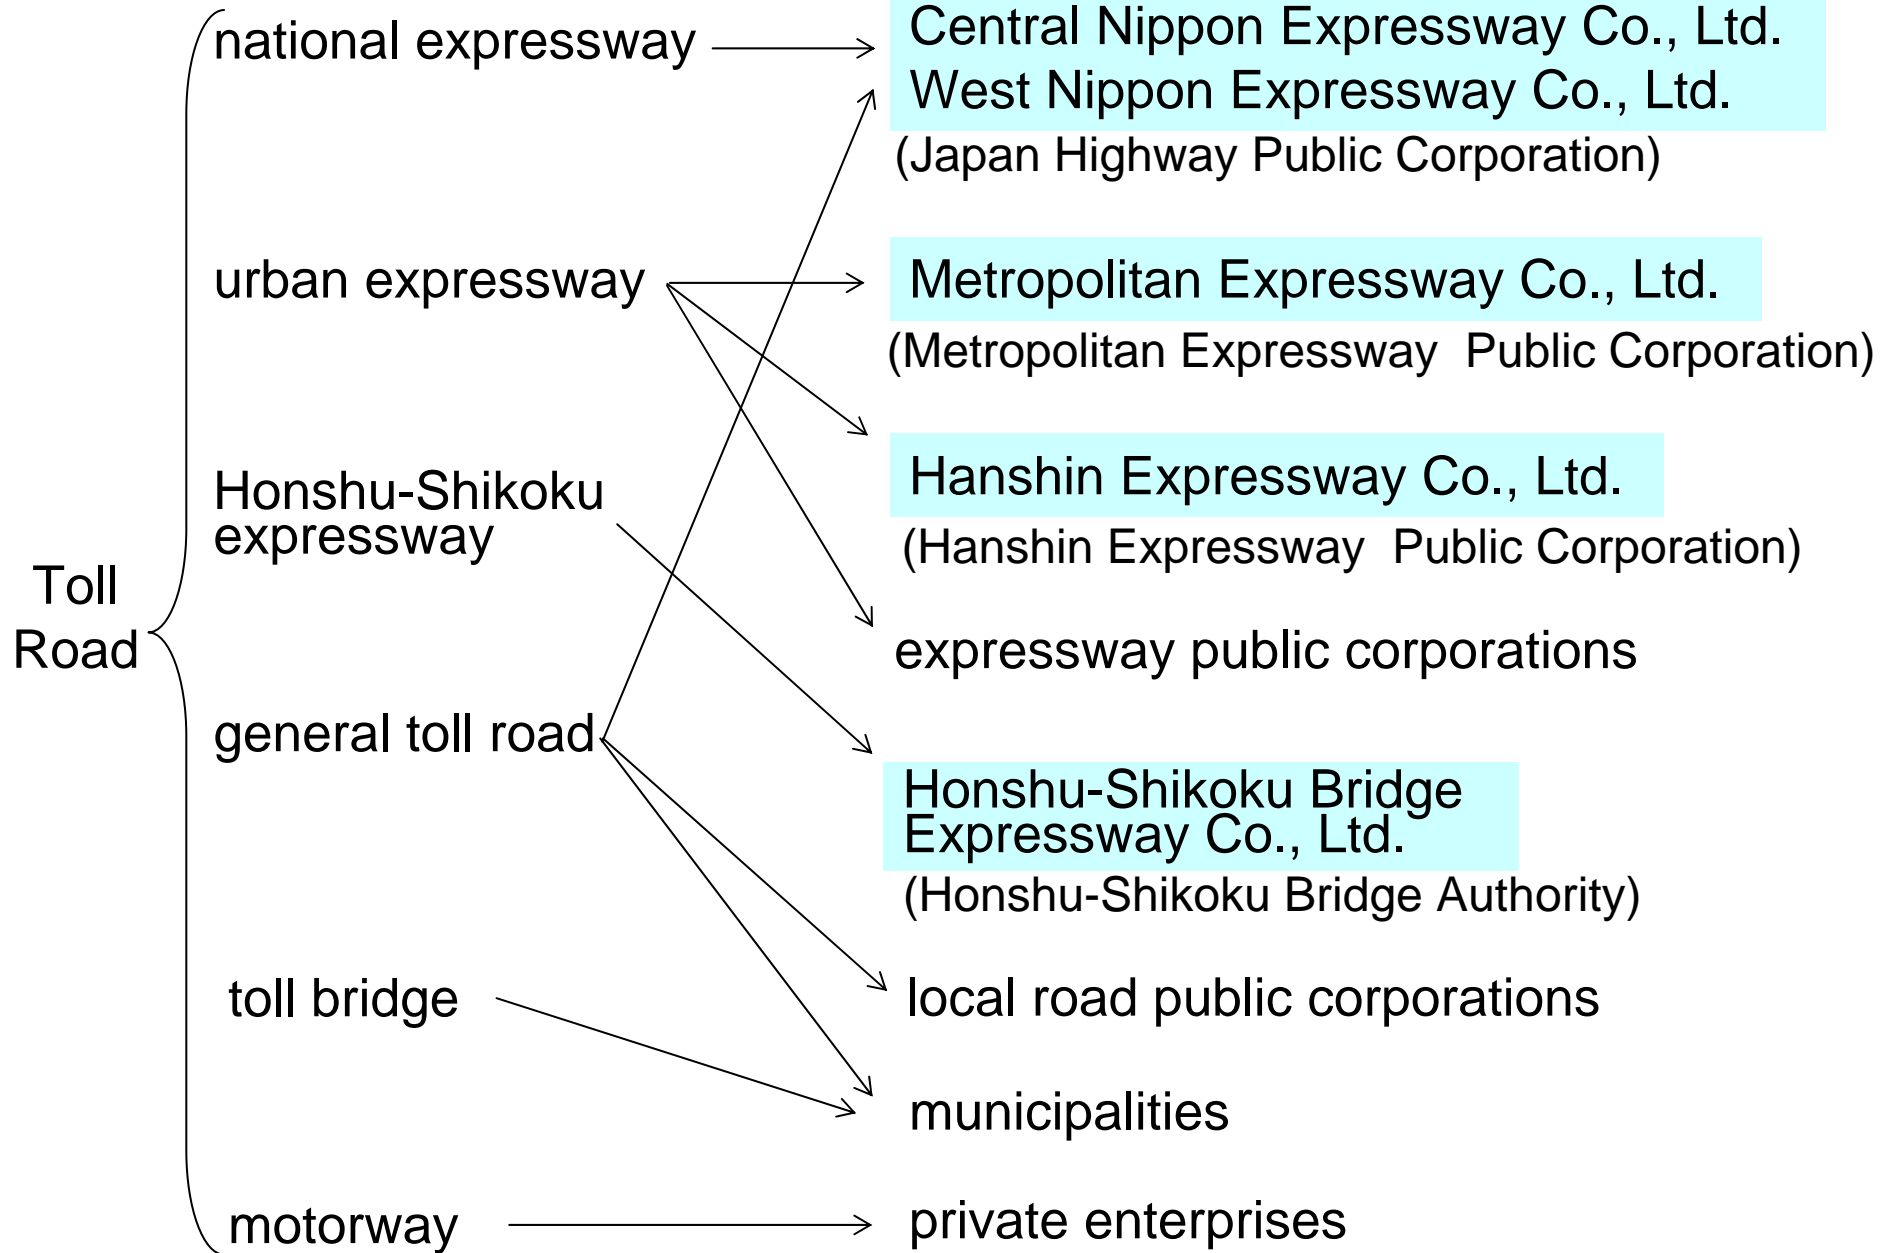 Toll
Road
national expressway
urban expressway
Honshu-Shikoku
expressway
general toll road
toll bridge
motorway
Central Nippon Expressway Co., Ltd.
West Nippon Expressway Co., Ltd.
(Japan Highway Public Corporation)
Metropolitan Expressway Co., Ltd.
(Metropolitan Expressway  Public Corporation)
Hanshin Expressway Co., Ltd.
(Hanshin Expressway  Public Corporation)
expressway public corporations
Honshu-Shikoku Bridge
Expressway Co., Ltd.
(Honshu-Shikoku Bridge Authority)
local road public corporations
municipalities
private enterprises